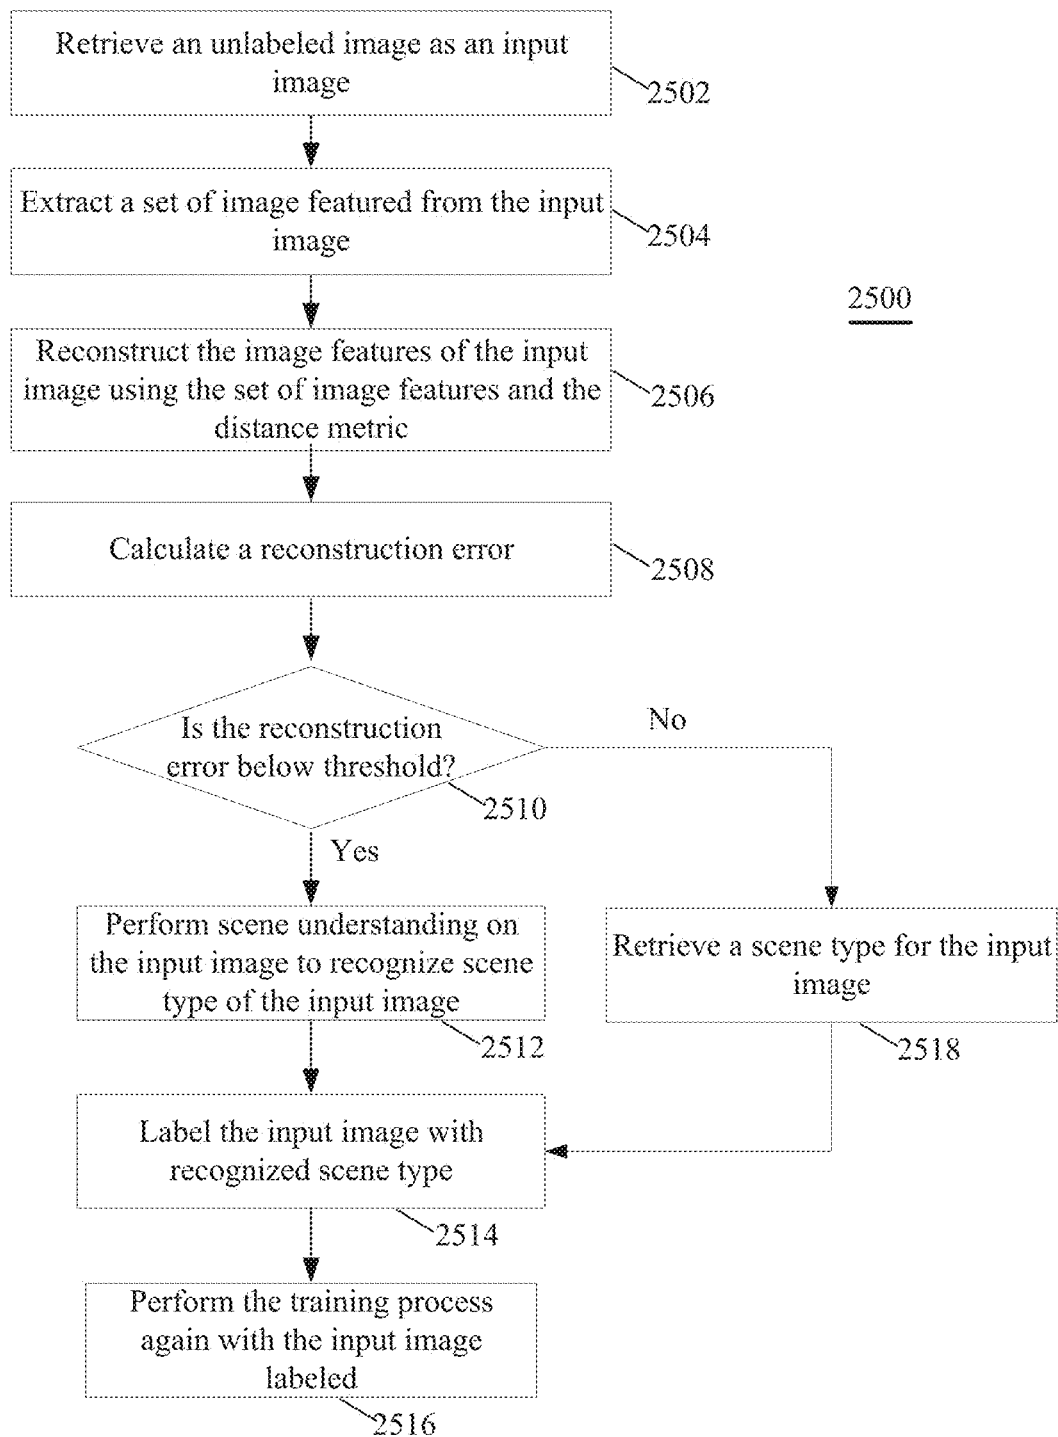 Retrieve an unlabeled image as an input
image
2502
Extract a set of image featured from the input
image
2504
2500
Reconstruct the image features of the input
image using the set of image features and the
distance metric
2506
Calculate a reconstruction error
2508
Is the reconstruction
error below threshold?
2510
No
Yes
Perform scene understanding on
the input image to recognize scene
type of the input image
2512
Retrieve a scene type for the input
image
2518
Label the input image with
recognized scene type
2514
Perform the training process
again with the input image
labeled
2516